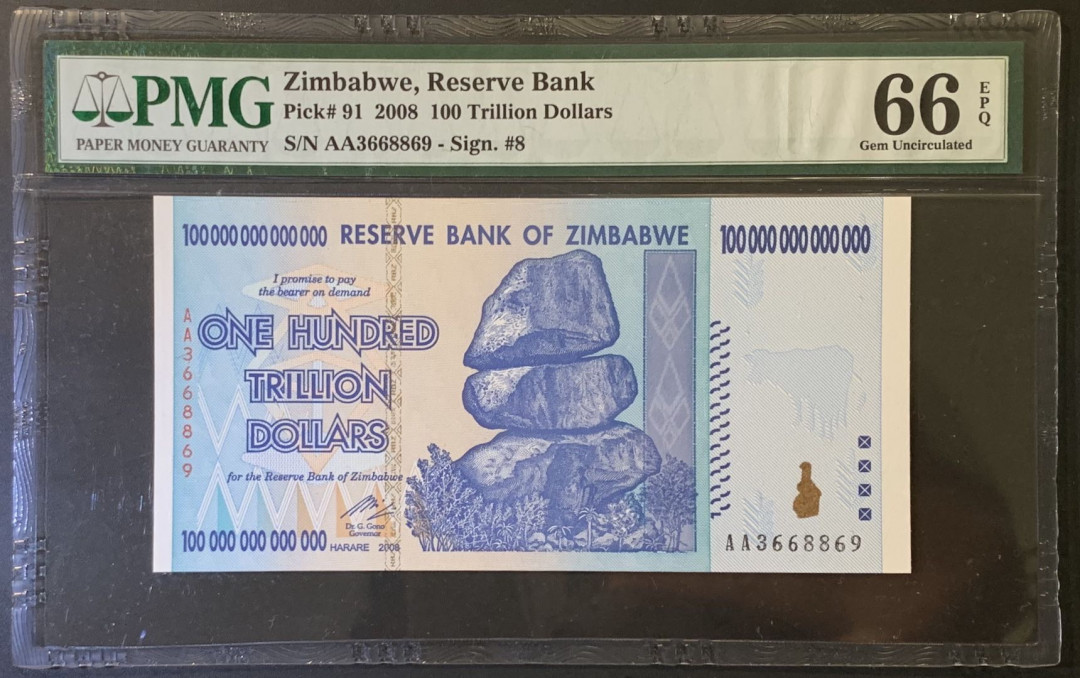 PMG
PAPER MONEY GUARANTY
Zimbabwe, Reserve Bank
Pick# 91 2008 100 Trillion Dollars
S/N AA3668869 - Sign. #8
66
EPQ
Gem Uncirculated
100 000 000 000 000 RESERVE BANK OF ZIMBABWE 100 000 000 000 000
I promise to pay
the bearer on demand
AA3668869
ONE HUNDRED
TRILLION
DOLLARS
for the Reserve Bank of Zimbabwe
Dr. G. Gono
Governor
100 000 000 000 000 HARARE 2008
AA3668869